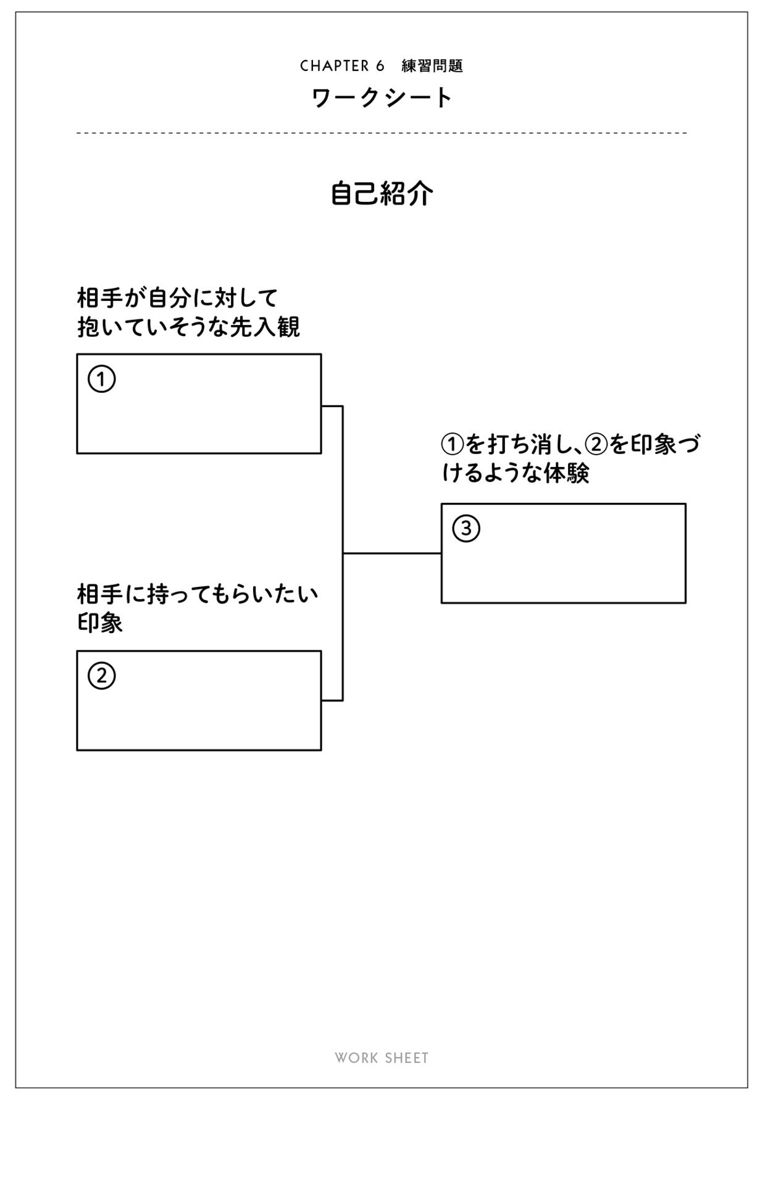 CHAPTER 6　練習問題
ワークシート
自己紹介
相手が自分に対して
抱いていそうな先入観
①
①を打ち消し、②を印象づ
けるような体験
③
相手に持ってもらいたい
印象
②
WORK SHEET